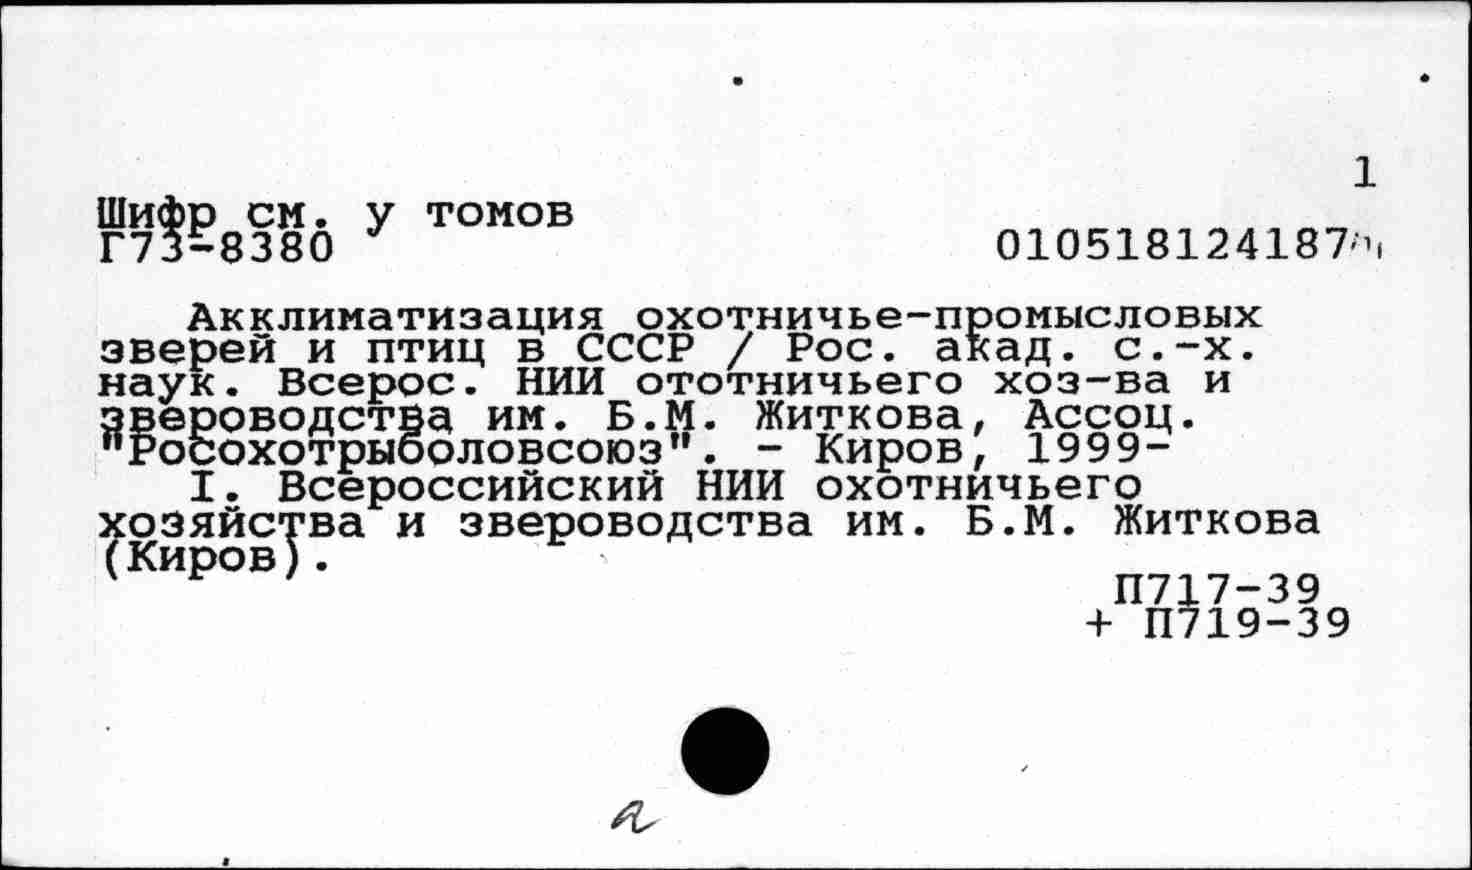 1
Шифр см. у томов
Г73-8380 010518124187
Акклиматизация охотничье-промысловых
зверей и птиц в СССР / Рос. акад. с.-х.
наук. Всерос. НИИ ототничьего хоз-ва и
звероводства им. Б.М. Житкова, Ассоц.
"Росохотрыболовсоюз". - Киров, 1999-
I. Всероссийский НИИ охотничьего
хозяйства и звероводства им. Б.М. Житкова
(Киров).
П717-39
+ П719-39